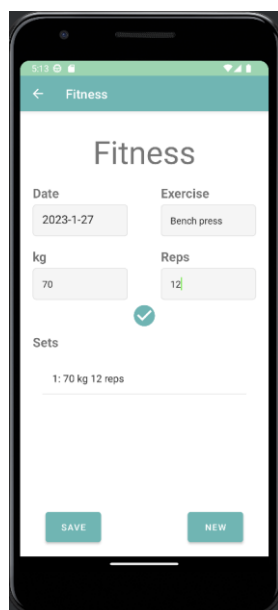 5:13
Fitness
Fitness
Date Exercise
2023-1-27 Bench press
kg Reps
70 12
Sets
1: 70 kg 12 reps
SAVE NEW